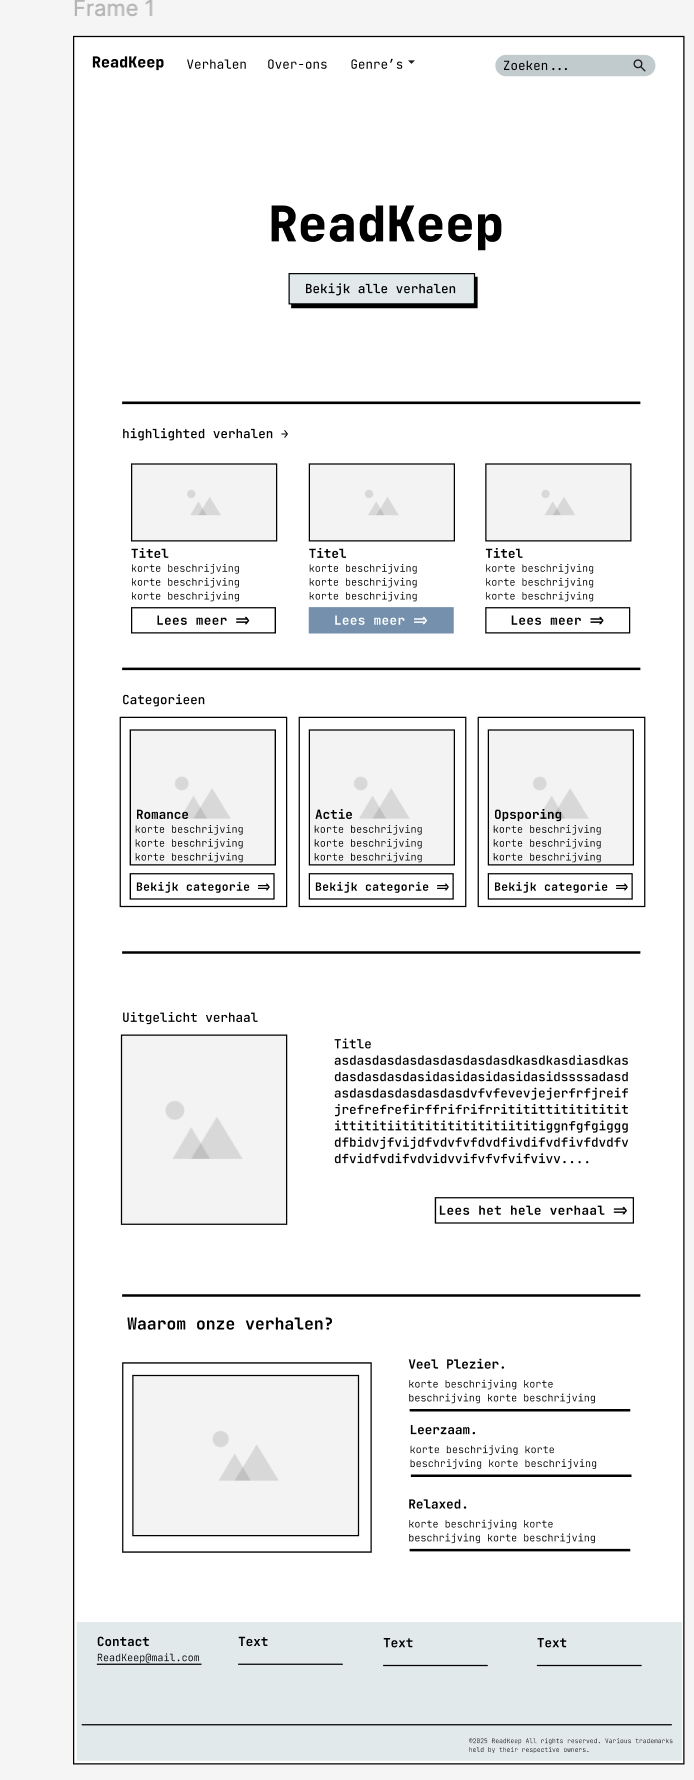 Frame 1
ReadKeep Verhalen Over-ons Genre’s Zoeken...
ReadKeep
Bekijk alle verhalen
highlighted verhalen →
Titel Titel Titel
korte beschrijving korte beschrijving korte beschrijving
korte beschrijving korte beschrijving korte beschrijving
korte beschrijving korte beschrijving korte beschrijving
Lees meer ⇒ Lees meer ⇒ Lees meer ⇒
Categorieen
Romance Actie Opsporing
korte beschrijving korte beschrijving korte beschrijving
korte beschrijving korte beschrijving korte beschrijving
korte beschrijving korte beschrijving korte beschrijving
Bekijk categorie ⇒ Bekijk categorie ⇒ Bekijk categorie ⇒
Uitgelicht verhaal
Title
asdasdasdasdasdasdasdasdkasdkasdiasdkas
dasdasdasdasidasidasidasidasidssssadasd
asdasdasdasdasdasdvfvfevevjejerfrfjreif
jrefrefrefirffrifrifrritititttitititititit
ittititiitititititititiititiggnfgfgiggg
dfbidvjfvijdfvdvfvfdvdfivdifvdfivfdvdfv
dfvidfvdifvdvidvvifvfvfvifvivv....
Lees het hele verhaal ⇒
Waarom onze verhalen?
Veel Plezier.
korte beschrijving korte
beschrijving korte beschrijving
Leerzaam.
korte beschrijving korte
beschrijving korte beschrijving
Relaxed.
korte beschrijving korte
beschrijving korte beschrijving
Contact Text Text Text
ReadKeep@mail.com
©2025 ReadKeep All rights reserved. Various trademarks
held by their respective owners.